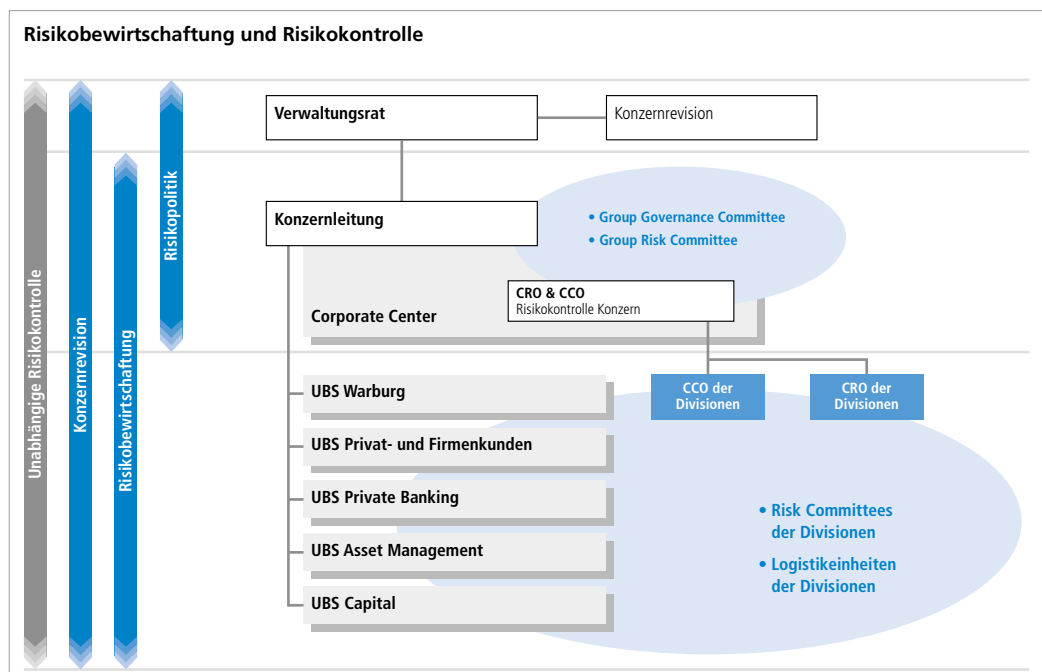 Risikobewirtschaftung und Risikokontrolle
Unabhängige Risikokontrolle
Konzernrevision
Risikobewirtschaftung
Risikopolitik
Verwaltungsrat
Konzernrevision
Konzernleitung
• Group Governance Committee
• Group Risk Committee
CRO & CCO
Risikokontrolle Konzern
Corporate Center
UBS Warburg
CCO der
Divisionen
CRO der
Divisionen
UBS Privat- und Firmenkunden
UBS Private Banking
UBS Asset Management
UBS Capital
• Risk Committees
der Divisionen
• Logistikeinheiten
der Divisionen